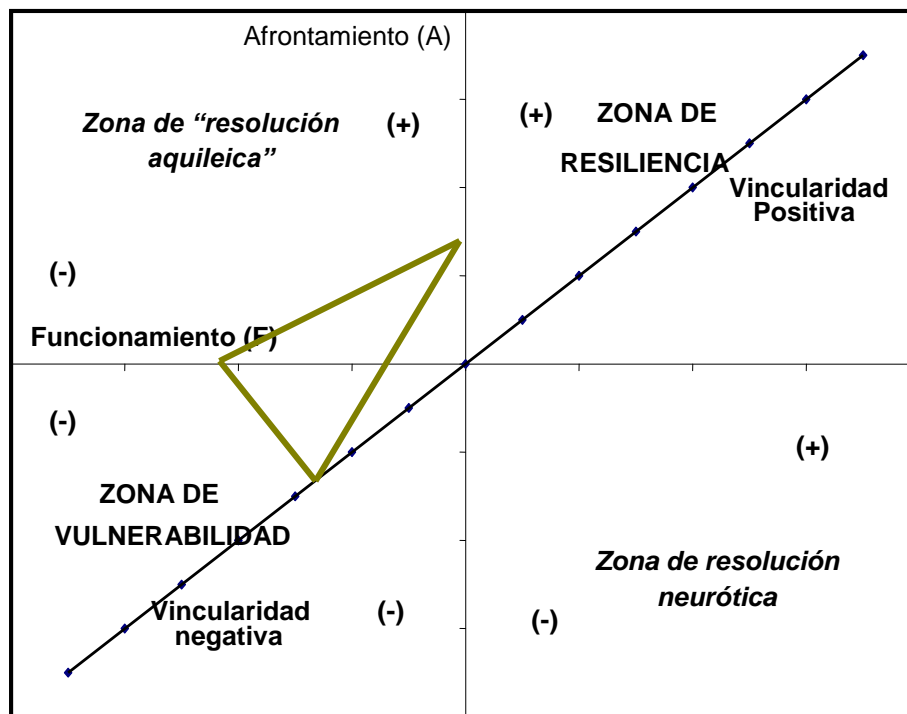 Afrontamiento (A)
Zona de “resolución
aquileica”
(+)
(+)
ZONA DE
RESILIENCIA
Vincularidad
Positiva
(-)
Funcionamiento (F)
(-)
(+)
ZONA DE
VULNERABILIDAD
Zona de resolución
neurótica
Vincularidad
negativa
(-)
(-)